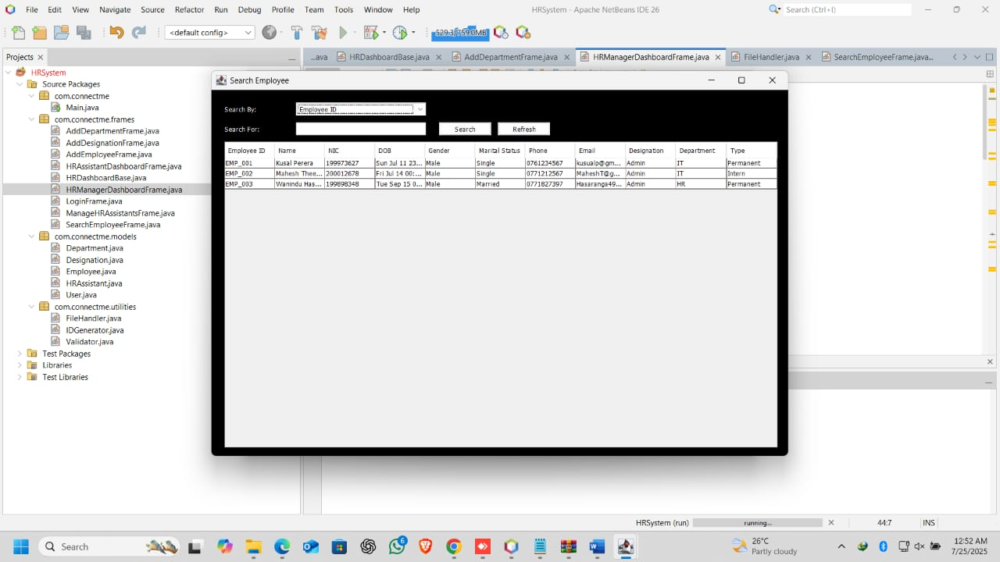 File Edit View Navigate Source Refactor Run Debug Profile Team Tools Window Help HRSystem - Apache NetBeans IDE 26 Search (Ctrl+I)
<default config> 529.3/759.0MB
Projects ...ava HRDashboardBase.java AddDepartmentFrame.java HRManagerDashboardFrame.java FileHandler.java SearchEmployeeFrame.java...
HRSystem
Source Packages
com.connectme
Main.java
com.connectme.frames
AddDepartmentFrame.java
AddDesignationFrame.java
AddEmployeeFrame.java
HRAssistantDashboardFrame.java
HRDashboardBase.java
HRManagerDashboardFrame.java
LoginFrame.java
ManageHRAssistantsFrame.java
SearchEmployeeFrame.java
com.connectme.models
Department.java
Designation.java
Employee.java
HRAssistant.java
User.java
com.connectme.utilities
FileHandler.java
IDGenerator.java
Validator.java
Test Packages
Libraries
Test Libraries
Search Employee
Search By: Employee ID
Search For: Search Refresh
Employee ID Name NIC DOB Gender Marital Status Phone Email Designation Department Type
EMP_001 Kusal Perera 199973627 Sun Jul 11 23... Male Single 0761234567 kusualp@gm... Admin IT Permanent
EMP_002 Mahesh Thee... 200012678 Fri Jul 14 00:... Male Single 0771212567 MaheshT@g... Admin IT Intern
EMP_003 Wanindu Has... 199898348 Tue Sep 15 0... Male Married 0771827397 Hasaranga49... Admin HR Permanent
HRSystem (run) running... 44:7 INS
Search 6 26°C Partly cloudy 12:52 AM 7/25/2025